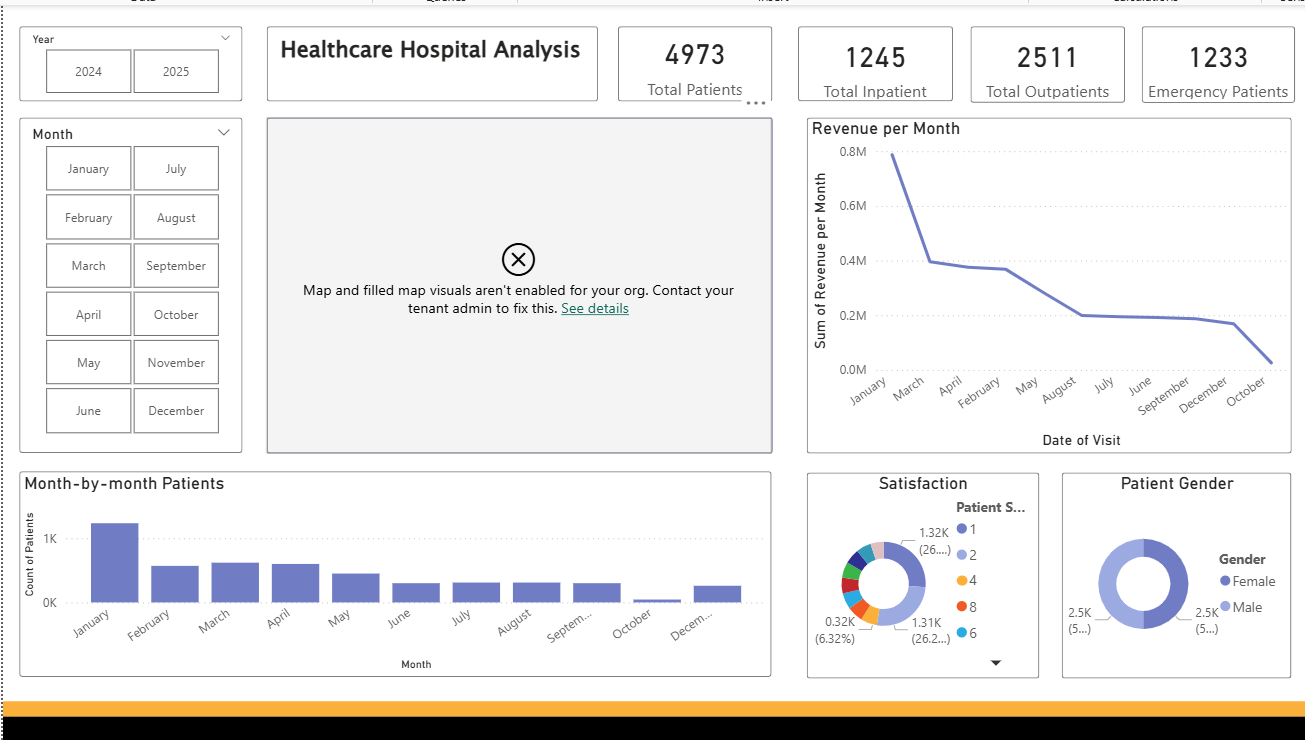 Year
2024
2025
Healthcare Hospital Analysis
4973
Total Patients
1245
Total Inpatient
2511
Total Outpatients
1233
Emergency Patients
Month
January
July
February
August
March
September
April
October
May
November
June
December
Map and filled map visuals aren't enabled for your org. Contact your
tenant admin to fix this. See details
Revenue per Month
Sum of Revenue per Month
0.8M
0.6M
0.4M
0.2M
0.0M
January
March
April
February
May
August
July
June
September
December
October
Date of Visit
Month-by-month Patients
Count of Patients
1K
0K
January
February
March
April
May
June
July
August
Septem...
October
Decem...
Month
Satisfaction
Patient S...
1
2
4
8
6
1.32K
(26....)
1.31K
(26.2...)
0.32K
(6.32%)
Patient Gender
Gender
Female
Male
2.5K
(5...)
2.5K
(5...)